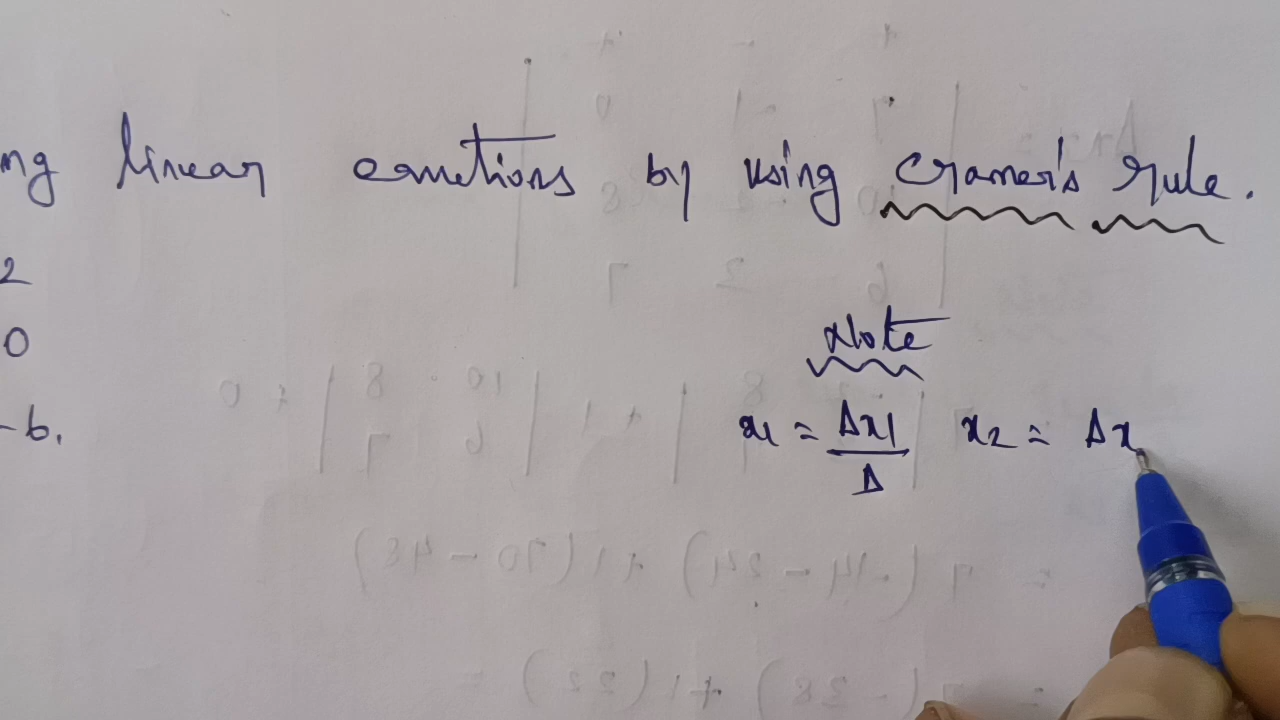 ng linear equations by using Cramer's rule.
2
0
-6.
Note
x1 = Δx1 / Δ x2 = Δx